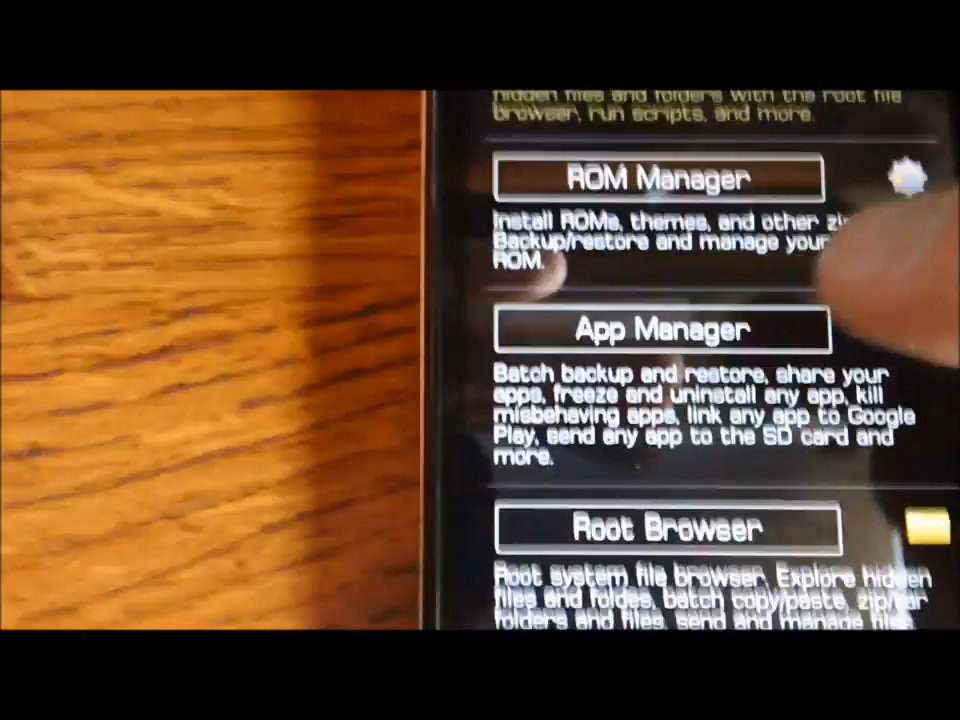 hidden files and folders with the root file
browser, run scripts, and more.
ROM Manager
Install ROMs, themes, and other
Backup/restore and manage your
ROM.
App Manager
Batch backup and restore, share your
apps, freeze and uninstall any app, kill
misbehaving apps, link any app to Google
Play, send any app to the SD card and
more.
Root Browser
Root system file browser. Explore hidden
files and foldes, batch copy/paste, zip/tar
folders and files, send and manage files